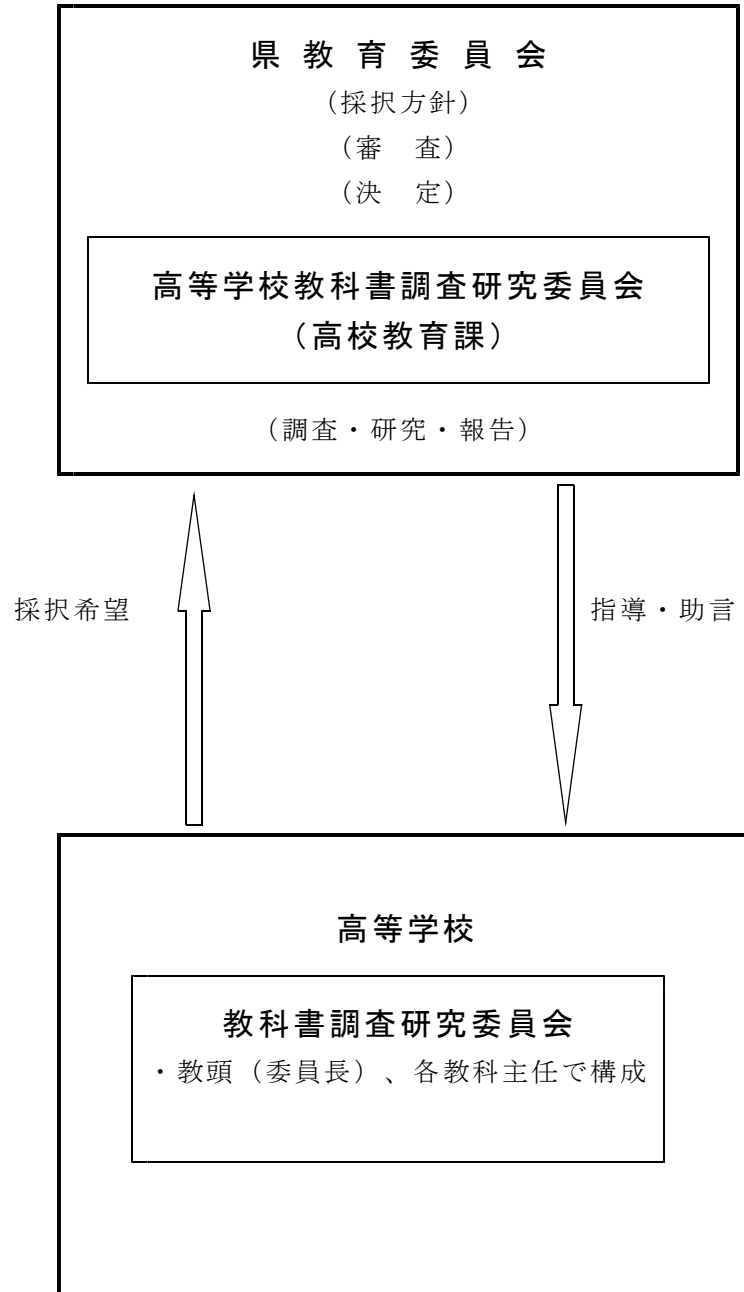 県教育委員会
（採択方針）
（審　査）
（決　定）
高等学校教科書調査研究委員会
（高校教育課）
（調査・研究・報告）
採択希望
指導・助言
高等学校
教科書調査研究委員会
・教頭（委員長）、各教科主任で構成